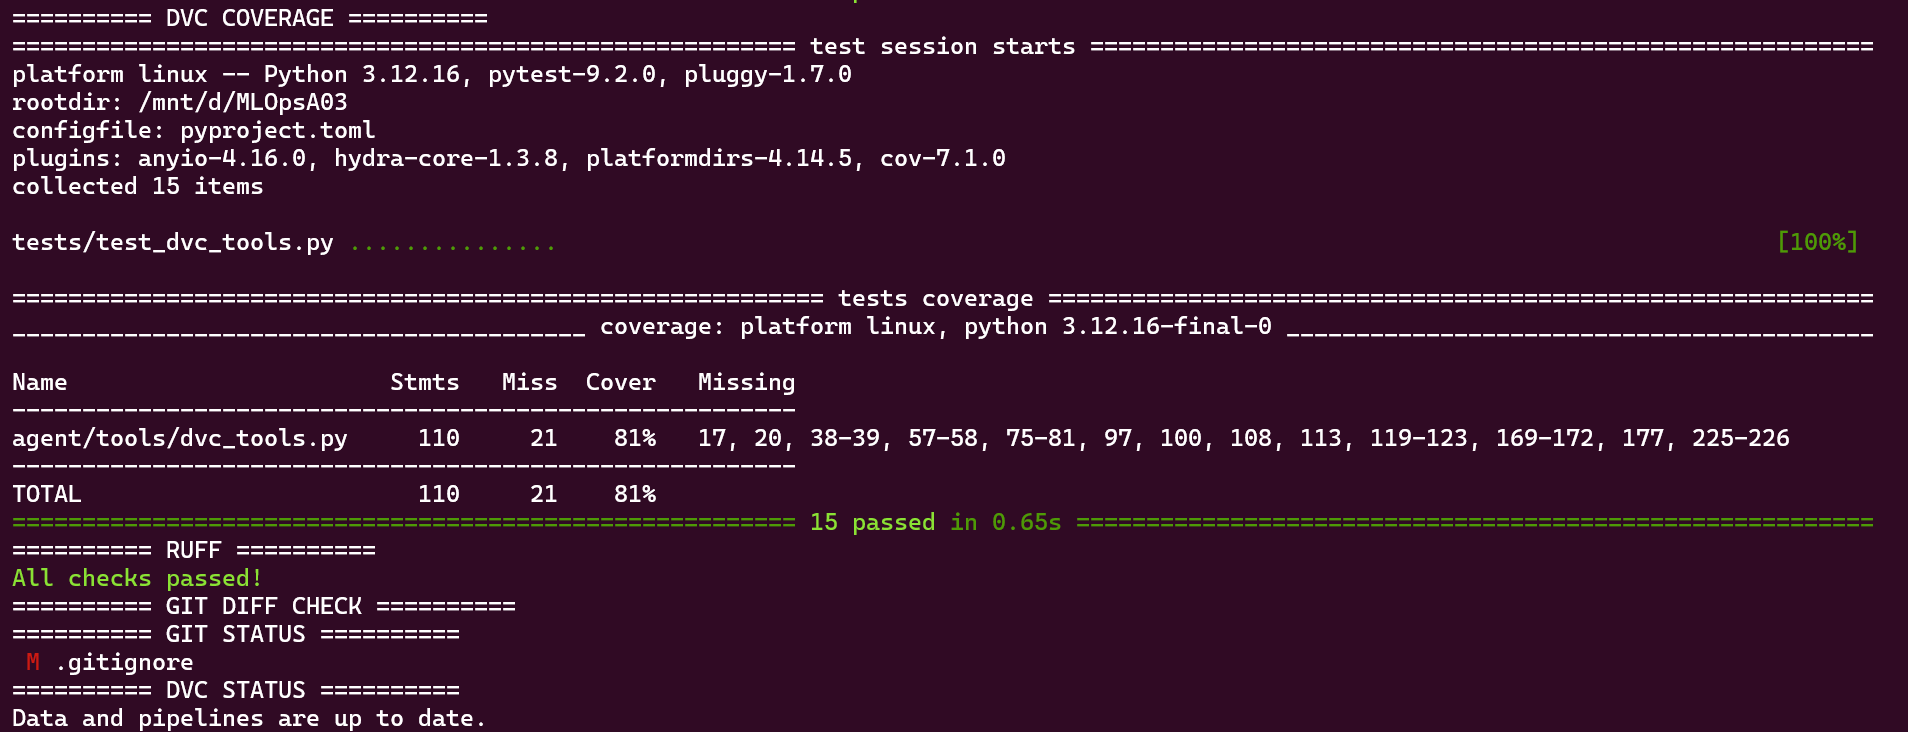 ========== DVC COVERAGE ==========
======================================================== test session starts ========================================================
platform linux -- Python 3.12.16, pytest-9.2.0, pluggy-1.7.0
rootdir: /mnt/d/MLOpsA03
configfile: pyproject.toml
plugins: anyio-4.16.0, hydra-core-1.3.8, platformdirs-4.14.5, cov-7.1.0
collected 15 items
tests/test_dvc_tools.py ............... [100%]
========================================================== tests coverage ===========================================================
_________________________________________ coverage: platform linux, python 3.12.16-final-0 __________________________________________
Name                       Stmts   Miss  Cover   Missing
--------------------------------------------------------
agent/tools/dvc_tools.py     110     21    81%   17, 20, 38-39, 57-58, 75-81, 97, 100, 108, 113, 119-123, 169-172, 177, 225-226
--------------------------------------------------------
TOTAL                        110     21    81%
======================================================== 15 passed in 0.65s =========================================================
========== RUFF ==========
All checks passed!
========== GIT DIFF CHECK ==========
========== GIT STATUS ==========
 M .gitignore
========== DVC STATUS ==========
Data and pipelines are up to date.